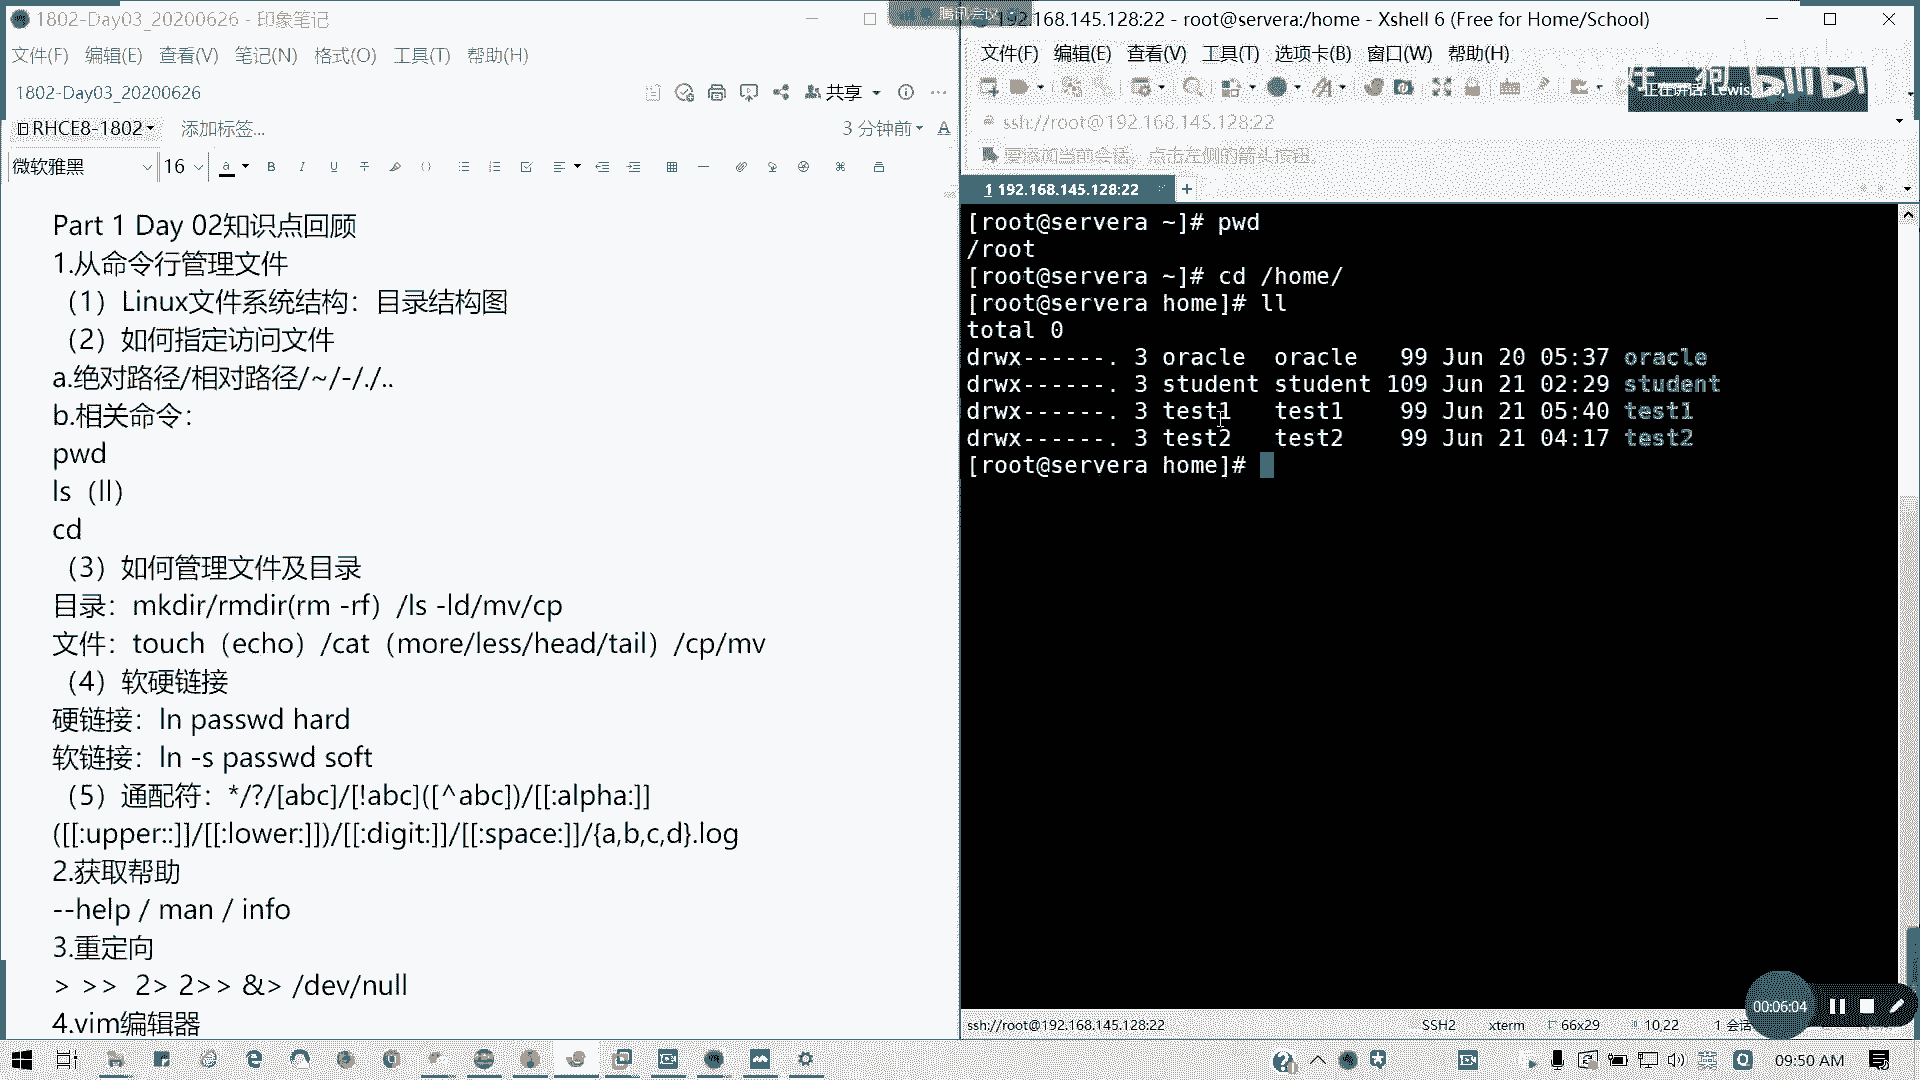 1802-Day03_20200626 - 印象笔记
文件(F) 编辑(E) 查看(V) 笔记(N) 格式(O) 工具(T) 帮助(H)
1802-Day03_20200626
共享
RHCE8-1802 添加标签...
3 分钟前
微软雅黑 16
Part 1 Day 02知识点回顾
1.从命令行管理文件
（1）Linux文件系统结构：目录结构图
（2）如何指定访问文件
a.绝对路径/相对路径/~/-/./..
b.相关命令：
pwd
ls（ll）
cd
（3）如何管理文件及目录
目录：mkdir/rmdir(rm -rf）/ls -ld/mv/cp
文件：touch（echo）/cat（more/less/head/tail）/cp/mv
（4）软硬链接
硬链接：ln passwd hard
软链接：ln -s passwd soft
（5）通配符：*/?/[abc]/[!abc]([^abc])/[[:alpha:]]
([[:upper::]]/[[:lower:]])/[[:digit:]]/[[:space:]]/{a,b,c,d}.log
2.获取帮助
--help / man / info
3.重定向
> >> 2> 2>> &> /dev/null
4.vim编辑器
腾讯会议
192.168.145.128:22 - root@servera:/home - Xshell 6 (Free for Home/School)
文件(F) 编辑(E) 查看(V) 工具(T) 选项卡(B) 窗口(W) 帮助(H)
正在讲话: Lewis
bilibili
ssh://root@192.168.145.128:22
要添加当前会话，点击左侧的箭头按钮。
1 192.168.145.128:22
[root@servera ~]# pwd
/root
[root@servera ~]# cd /home/
[root@servera home]# ll
total 0
drwx------. 3 oracle  oracle   99 Jun 20 05:37 oracle
drwx------. 3 student student 109 Jun 21 02:29 student
drwx------. 3 test1   test1    99 Jun 21 05:40 test1
drwx------. 3 test2   test2    99 Jun 21 04:17 test2
[root@servera home]#
00:06:04
ssh://root@192.168.145.128:22 SSH2 xterm 66x29 10,22 1 会话
英 09:50 AM